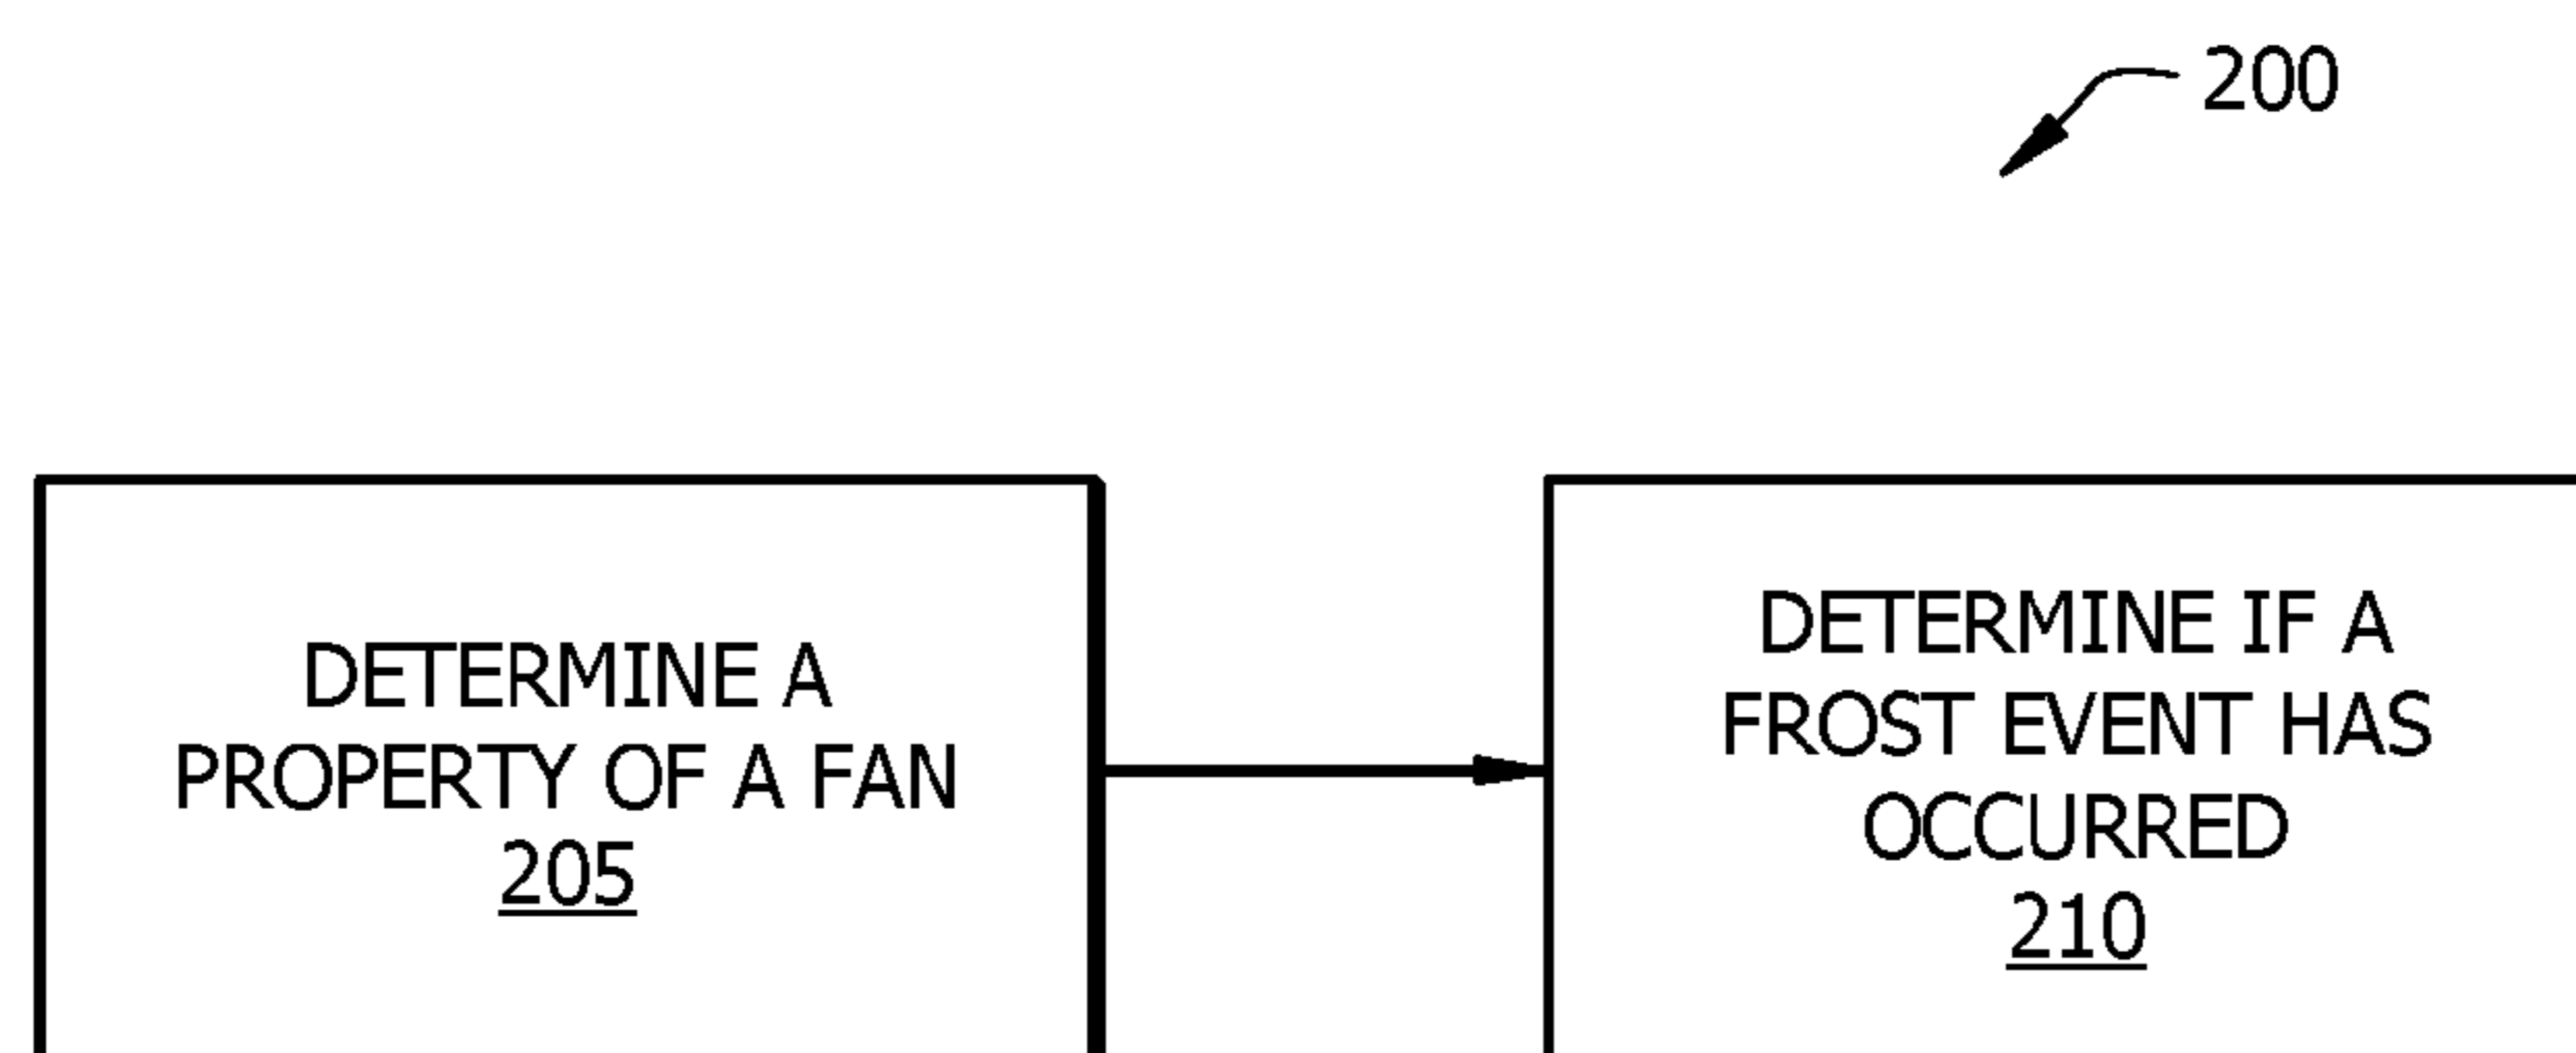 200
DETERMINE A
PROPERTY OF A FAN
205
DETERMINE IF A
FROST EVENT HAS
OCCURRED
210